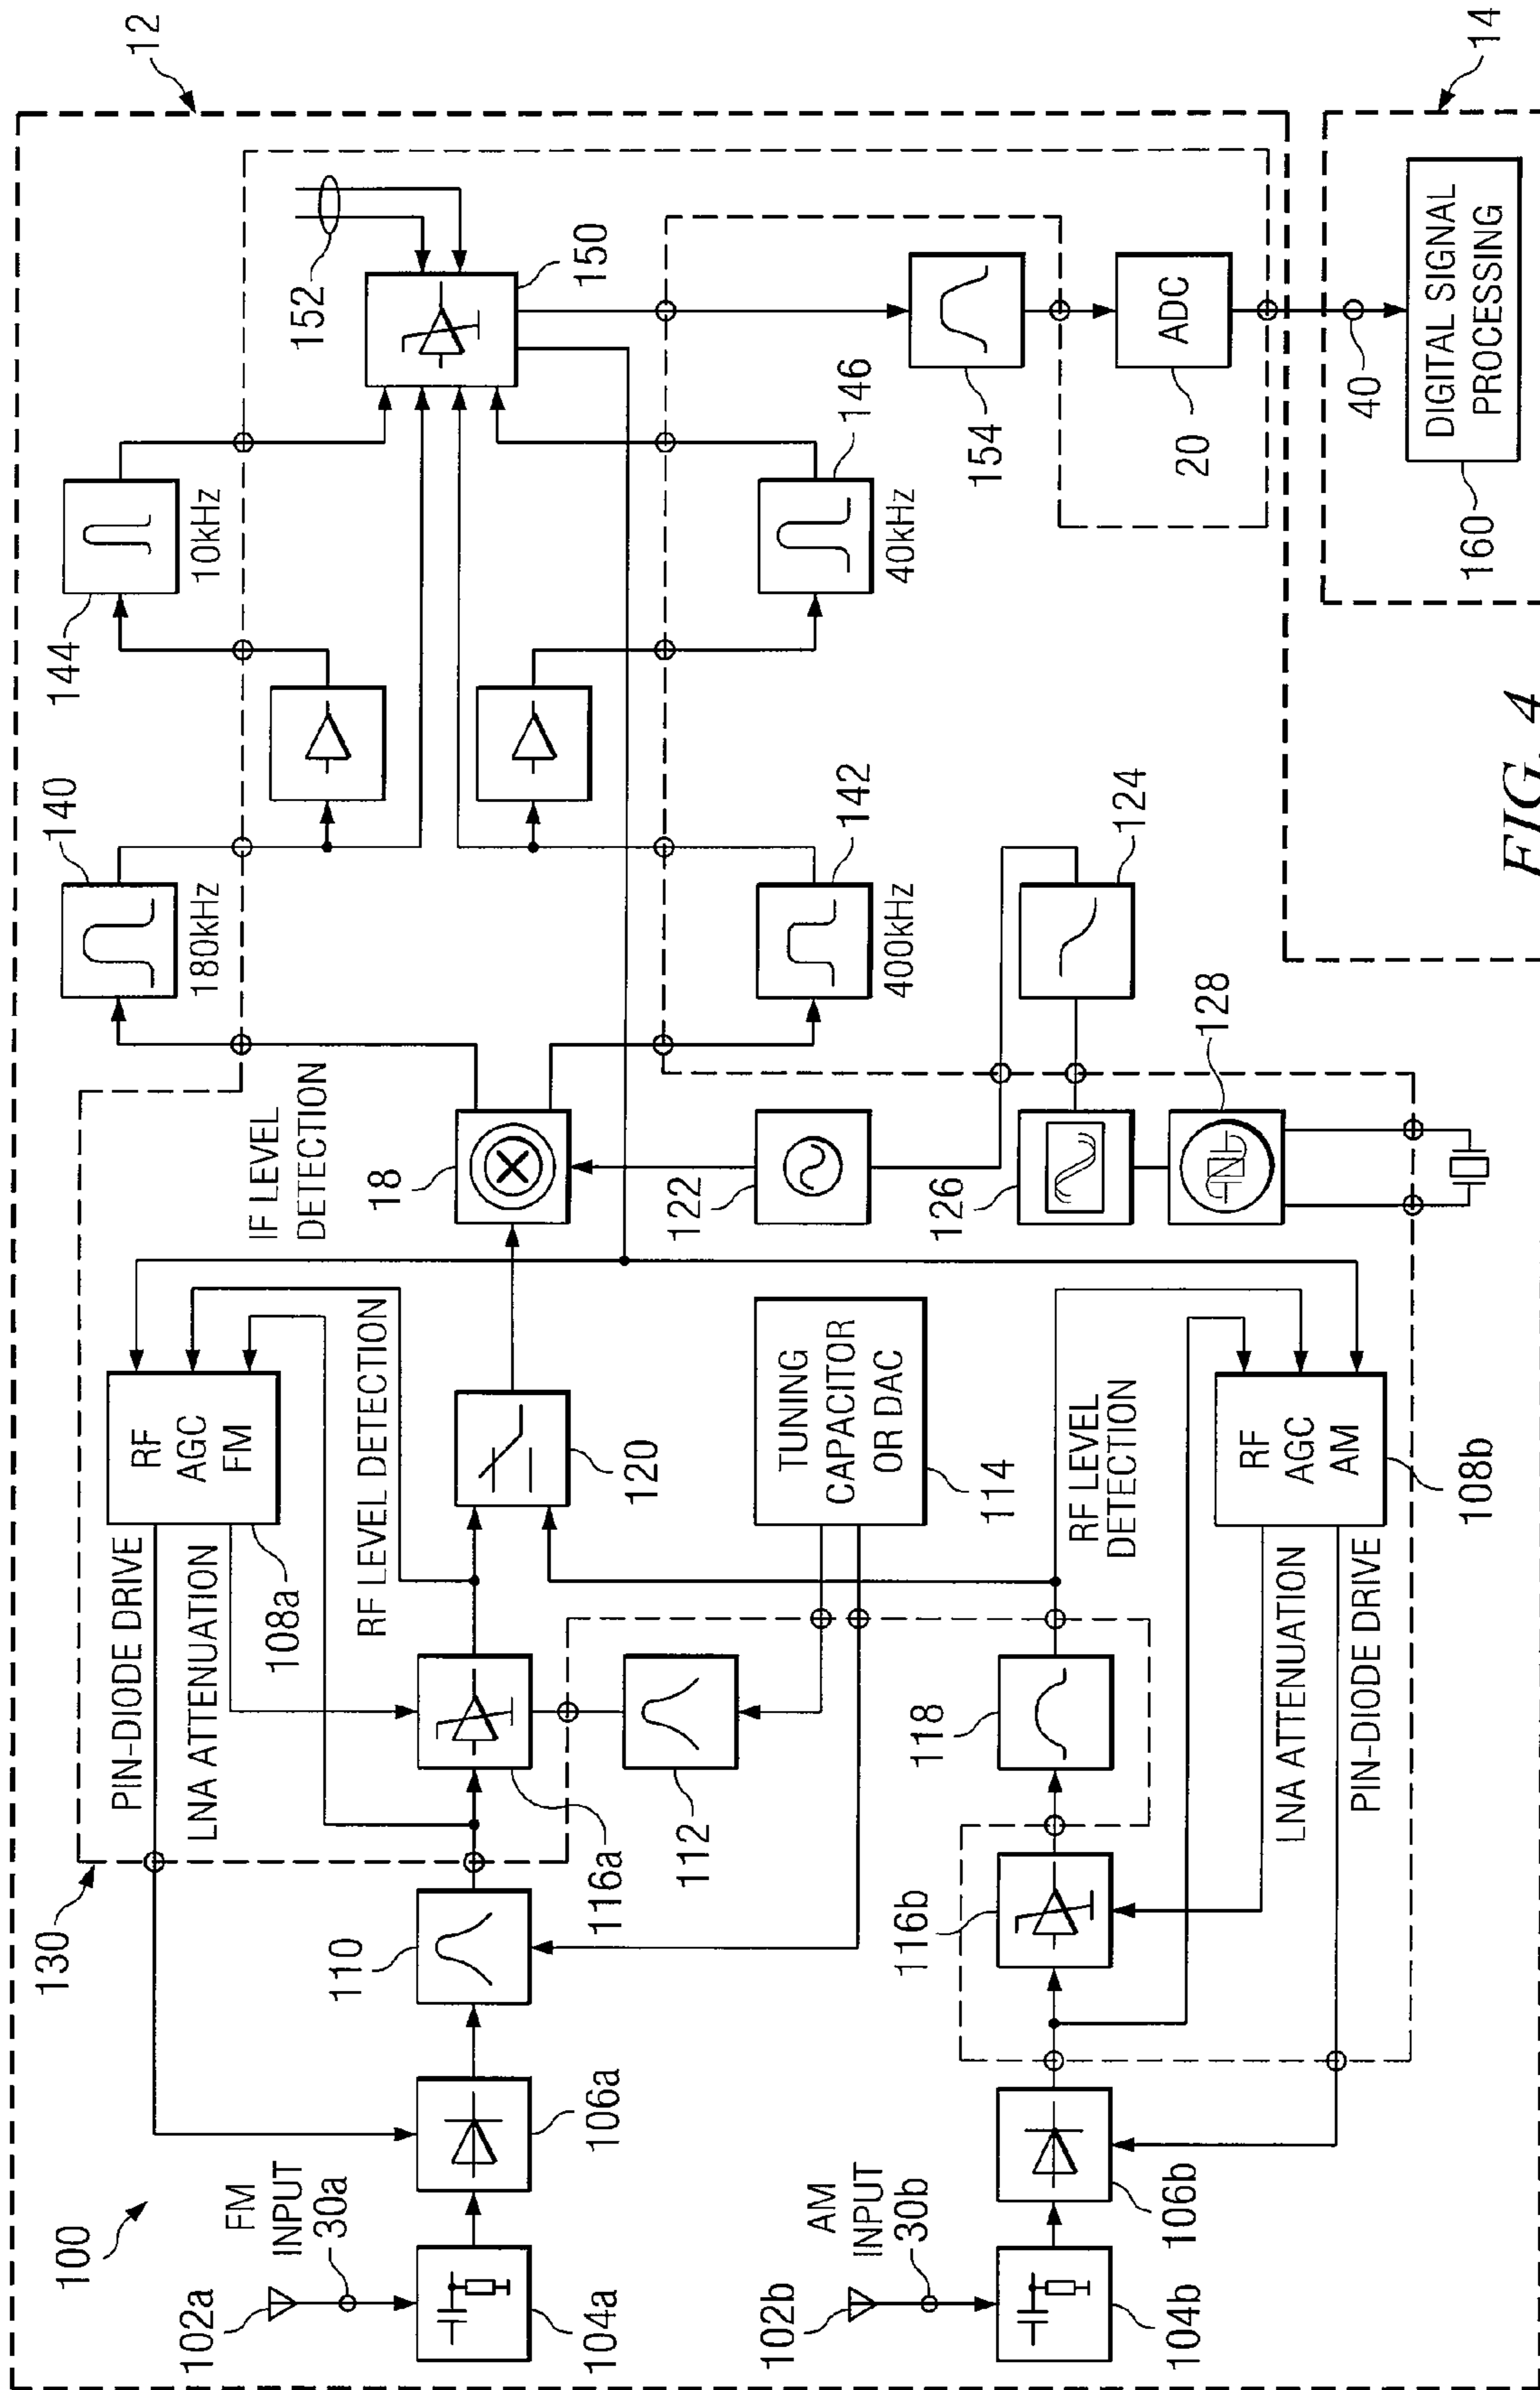 100
102a
FM
INPUT
30a
104a
106a
110
130
PIN-DIODE DRIVE
LNA ATTENUATION
RF
AGC
FM
108a
RF LEVEL DETECTION
116a
112
120
TUNING
CAPACITOR
OR DAC
114
102b
AM
INPUT
30b
104b
106b
116b
118
RF LEVEL
DETECTION
RF
AGC
AM
108b
LNA ATTENUATION
PIN-DIODE DRIVE
IF LEVEL
DETECTION
18
122
126
128
124
140
180kHz
142
400kHz
144
10kHz
146
40kHz
150
152
154
ADC
20
12
40
14
DIGITAL SIGNAL
PROCESSING
160
FIG. 4